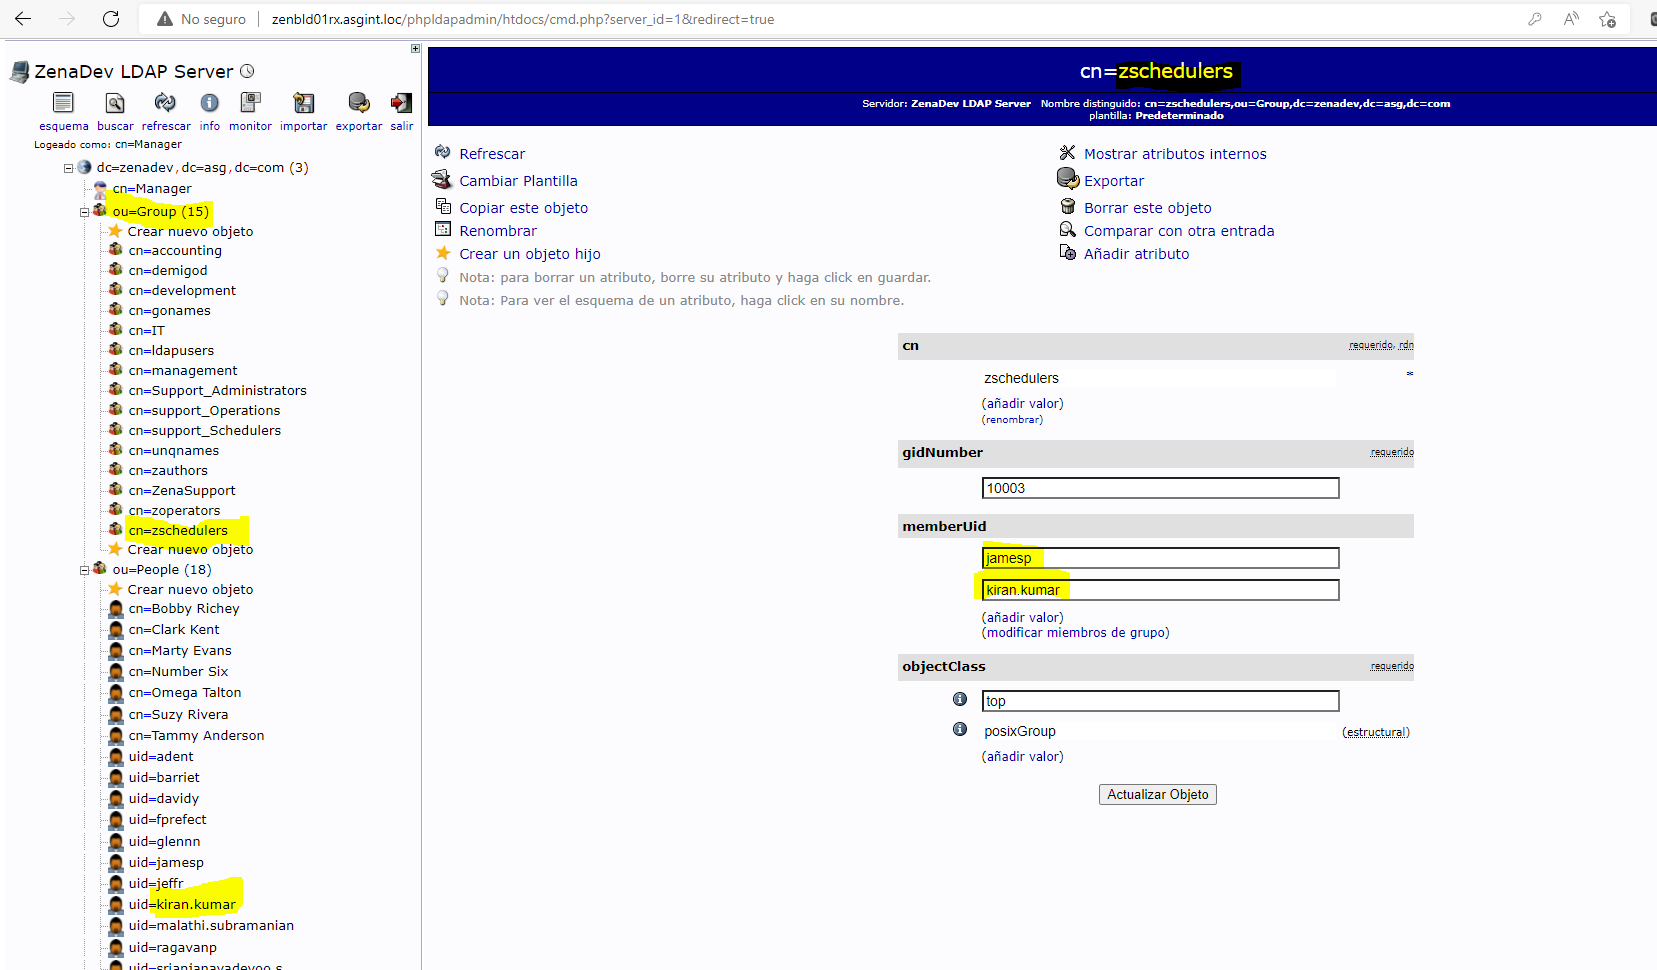 No seguro
zenbld01rx.asgint.loc/phpldapadmin/htdocs/cmd.php?server_id=1&redirect=true
ZenaDev LDAP Server
esquema buscar refrescar info monitor importar exportar salir
Logeado como: cn=Manager
dc=zenadev,dc=asg,dc=com (3)
cn=Manager
ou=Group (15)
Crear nuevo objeto
cn=accounting
cn=demigod
cn=development
cn=gonames
cn=IT
cn=ldapusers
cn=management
cn=Support_Administrators
cn=support_Operations
cn=support_Schedulers
cn=unqnames
cn=zauthors
cn=ZenaSupport
cn=zoperators
cn=zschedulers
Crear nuevo objeto
ou=People (18)
Crear nuevo objeto
cn=Bobby Richey
cn=Clark Kent
cn=Marty Evans
cn=Number Six
cn=Omega Talton
cn=Suzy Rivera
cn=Tammy Anderson
uid=adent
uid=barriet
uid=davidy
uid=fprefect
uid=glennn
uid=jamesp
uid=jeffr
uid=kiran.kumar
uid=malathi.subramanian
uid=ragavanp
cn=zschedulers
Servidor: ZenaDev LDAP Server Nombre distinguido: cn=zschedulers,ou=Group,dc=zenadev,dc=asg,dc=com
plantilla: Predeterminado
Refrescar
Cambiar Plantilla
Copiar este objeto
Renombrar
Crear un objeto hijo
Nota: para borrar un atributo, borre su atributo y haga click en guardar.
Nota: Para ver el esquema de un atributo, haga click en su nombre.
Mostrar atributos internos
Exportar
Borrar este objeto
Comparar con otra entrada
Añadir atributo
cn requerido, rdn
zschedulers *
(añadir valor)
(renombrar)
gidNumber requerido
10003
memberUid
jamesp
kiran.kumar
(añadir valor)
(modificar miembros de grupo)
objectClass requerido
top
posixGroup (estructural)
(añadir valor)
Actualizar Objeto